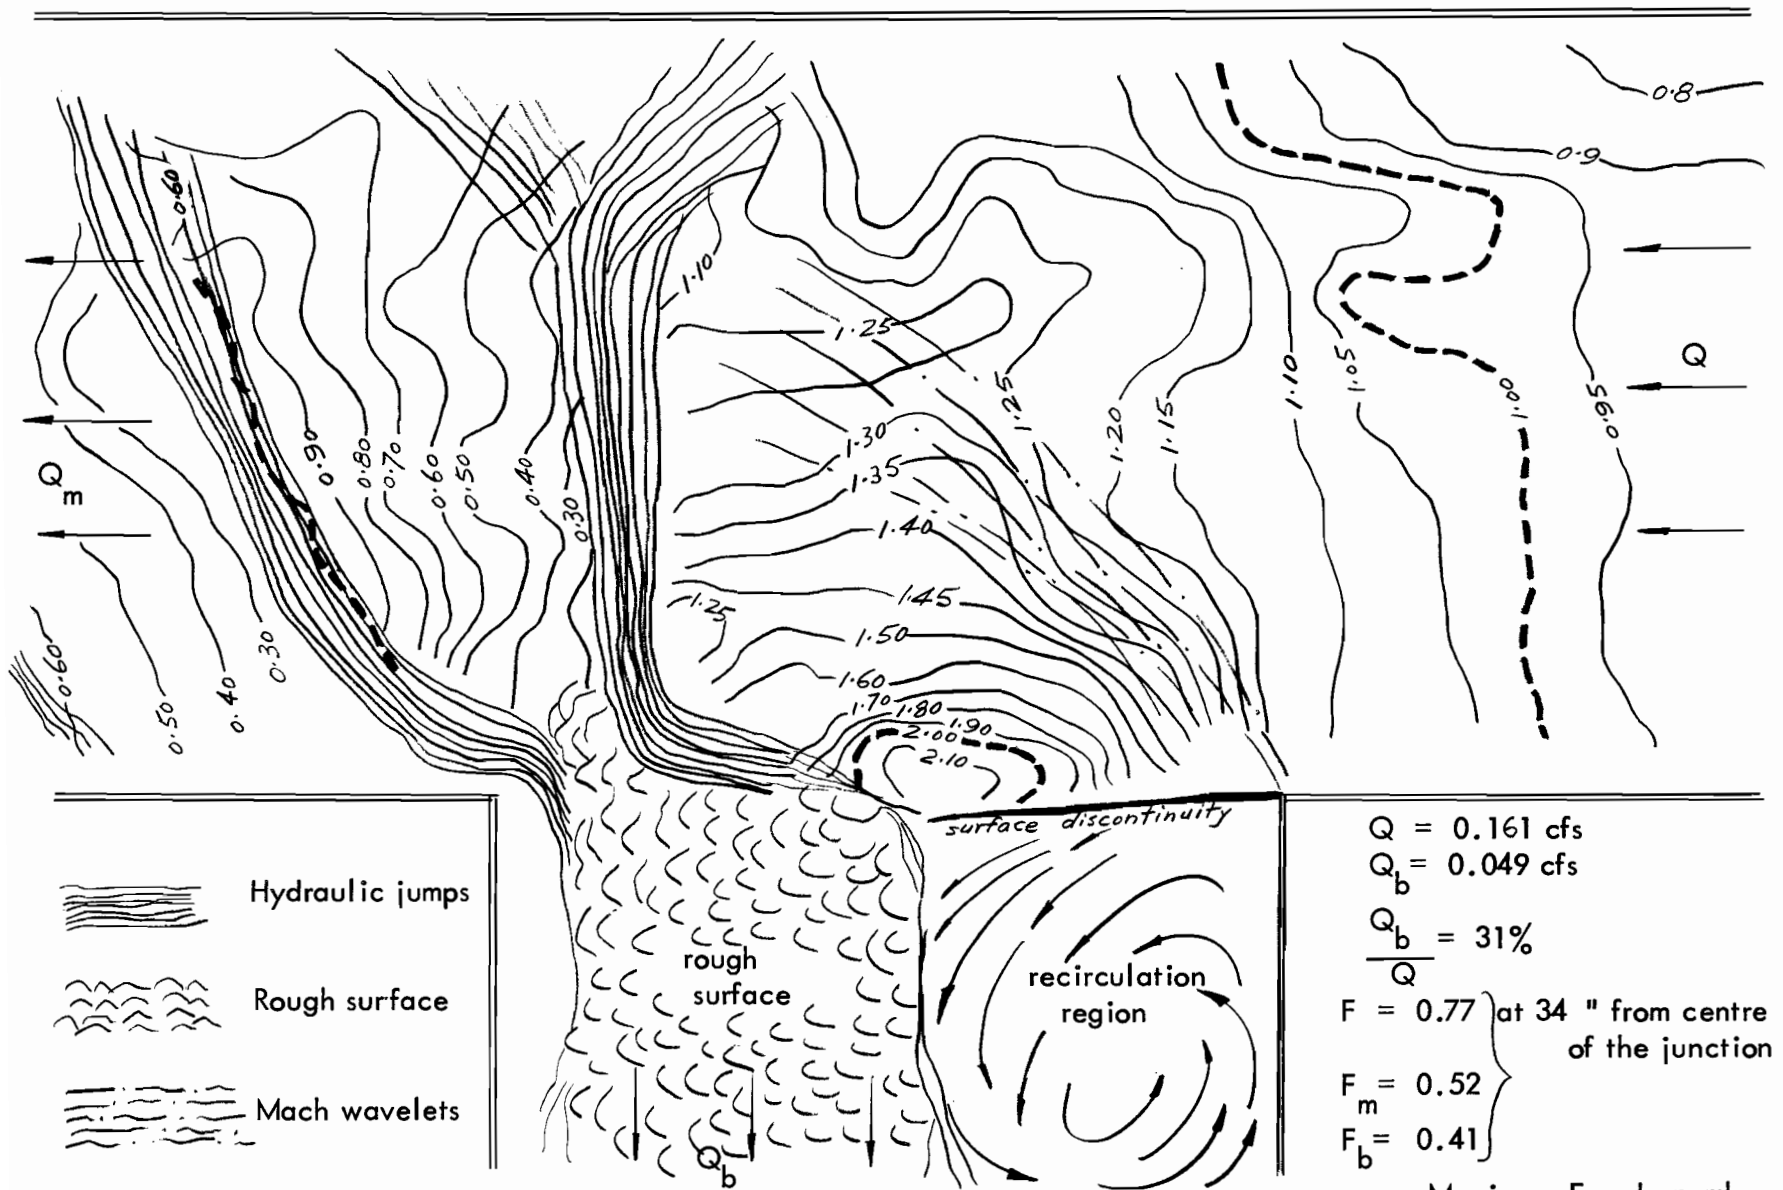 0.8
0.9
0.60
1.10
1.25
Q
1.05
1.10
1.25
1.00
0.95
1.20
1.15
1.30
0.90
0.80
0.70
0.60
0.50
0.40
1.35
Q
m
0.30
1.40
1.25
1.45
1.50
0.60
0.30
0.40
0.50
1.60
1.70
1.80
1.90
2.00
2.10
surface discontinuity
Q = 0.161 cfs
Qb = 0.049 cfs
Qb = 31%
Q
Hydraulic jumps
rough
surface
recirculation
region
Rough surface
F = 0.77 at 34 " from centre
of the junction
Fm = 0.52
Mach wavelets
Fb = 0.41
Qb